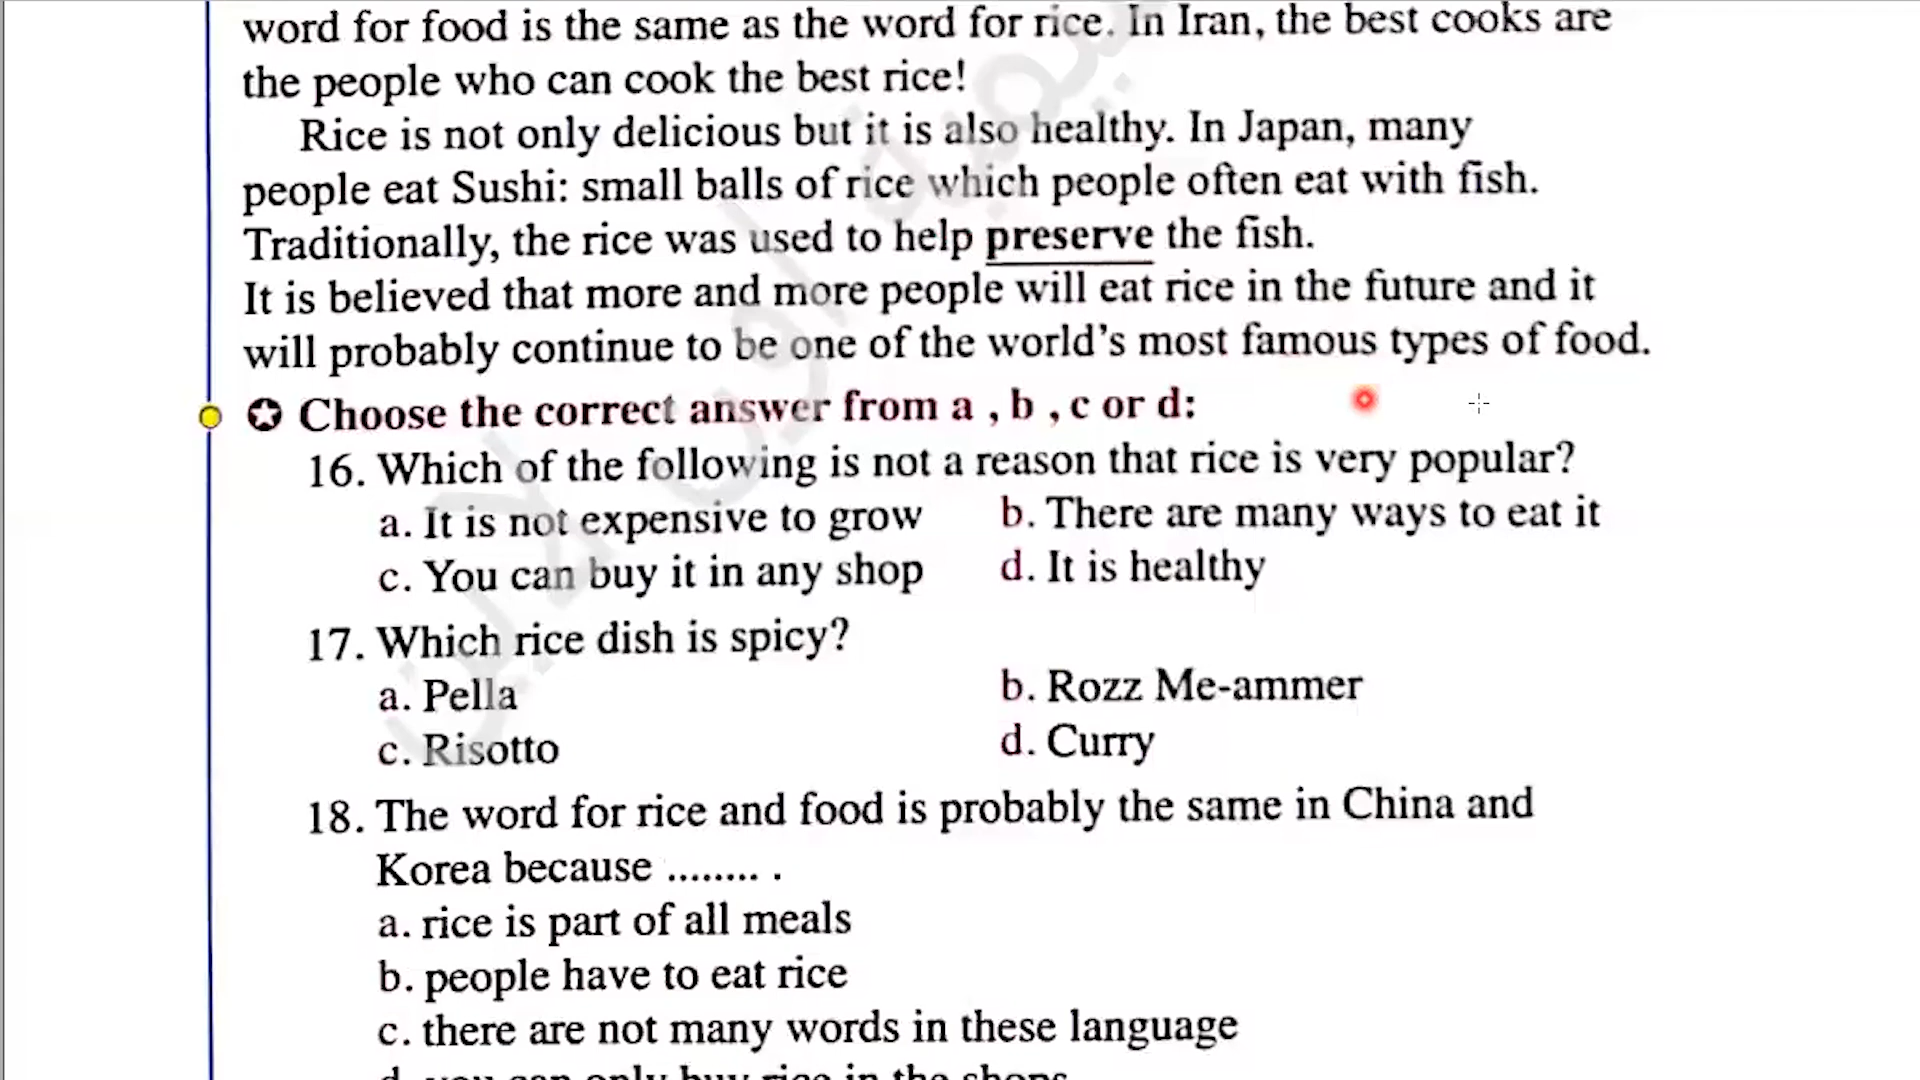 word for food is the same as the word for rice. In Iran, the best cooks are
the people who can cook the best rice!
Rice is not only delicious but it is also healthy. In Japan, many
people eat Sushi: small balls of rice which people often eat with fish.
Traditionally, the rice was used to help preserve the fish.
It is believed that more and more people will eat rice in the future and it
will probably continue to be one of the world's most famous types of food.
Choose the correct answer from a , b , c or d:
16. Which of the following is not a reason that rice is very popular?
a. It is not expensive to grow b. There are many ways to eat it
c. You can buy it in any shop d. It is healthy
17. Which rice dish is spicy?
a. Pella b. Rozz Me-ammer
c. Risotto d. Curry
18. The word for rice and food is probably the same in China and
Korea because ........ .
a. rice is part of all meals
b. people have to eat rice
c. there are not many words in these language
d. you can only buy rice in the shops